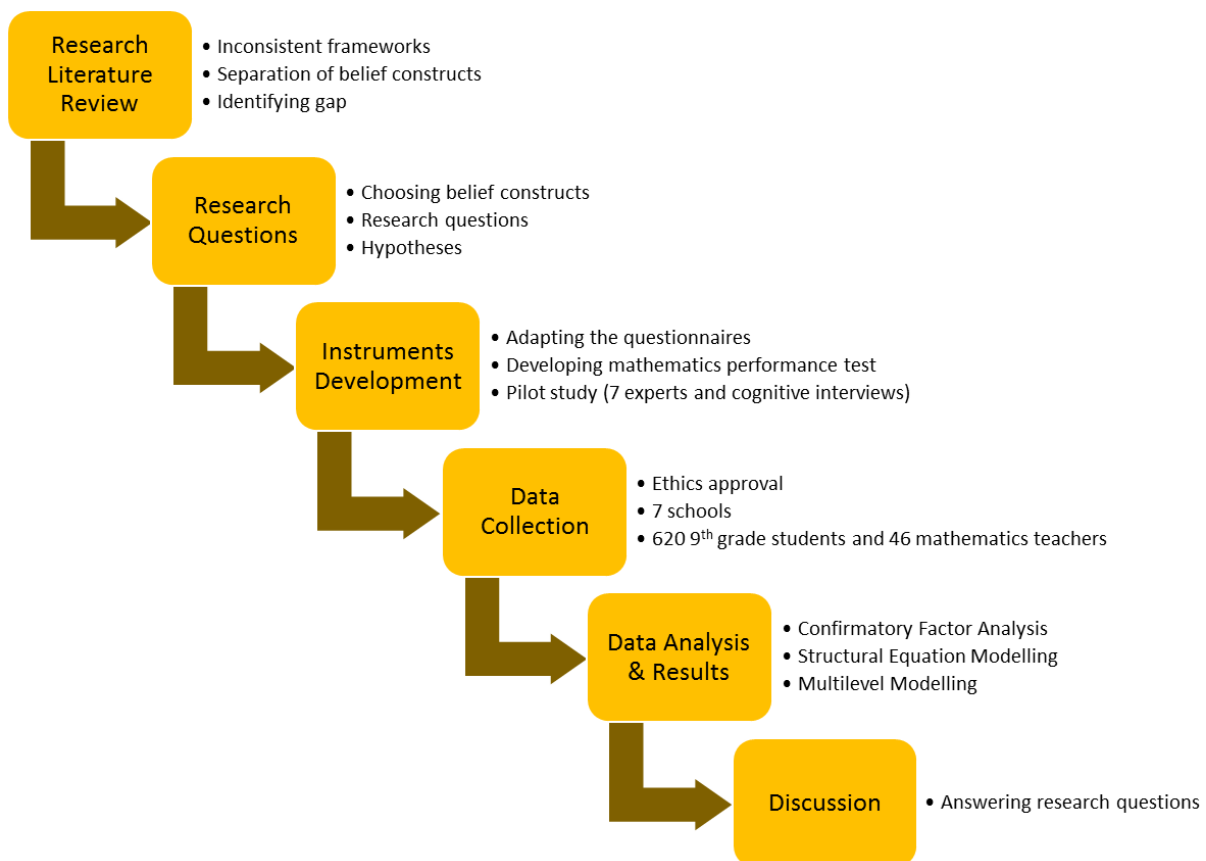 Research
Literature
Review
• Inconsistent frameworks
• Separation of belief constructs
• Identifying gap
Research
Questions
• Choosing belief constructs
• Research questions
• Hypotheses
Instruments
Development
• Adapting the questionnaires
• Developing mathematics performance test
• Pilot study (7 experts and cognitive interviews)
Data
Collection
• Ethics approval
• 7 schools
• 620 9th grade students and 46 mathematics teachers
Data Analysis
& Results
• Confirmatory Factor Analysis
• Structural Equation Modelling
• Multilevel Modelling
Discussion
• Answering research questions